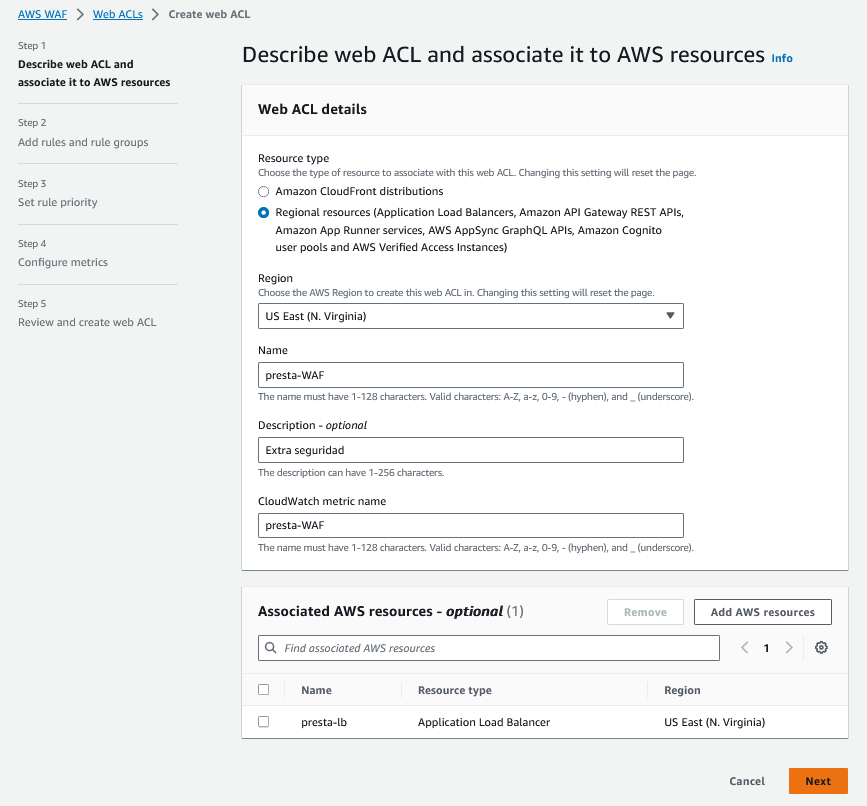 AWS WAF > Web ACLs > Create web ACL
Step 1
Describe web ACL and
associate it to AWS resources
Step 2
Add rules and rule groups
Step 3
Set rule priority
Step 4
Configure metrics
Step 5
Review and create web ACL
Describe web ACL and associate it to AWS resources Info
Web ACL details
Resource type
Choose the type of resource to associate with this web ACL. Changing this setting will reset the page.
Amazon CloudFront distributions
Regional resources (Application Load Balancers, Amazon API Gateway REST APIs,
Amazon App Runner services, AWS AppSync GraphQL APIs, Amazon Cognito
user pools and AWS Verified Access Instances)
Region
Choose the AWS Region to create this web ACL in. Changing this setting will reset the page.
US East (N. Virginia)
Name
presta-WAF
The name must have 1-128 characters. Valid characters: A-Z, a-z, 0-9, - (hyphen), and _ (underscore).
Description - optional
Extra seguridad
The description can have 1-256 characters.
CloudWatch metric name
presta-WAF
The name must have 1-128 characters. Valid characters: A-Z, a-z, 0-9, - (hyphen), and _ (underscore).
Associated AWS resources - optional (1)
Remove
Add AWS resources
Find associated AWS resources
1
Name Resource type Region
presta-lb Application Load Balancer US East (N. Virginia)
Cancel
Next